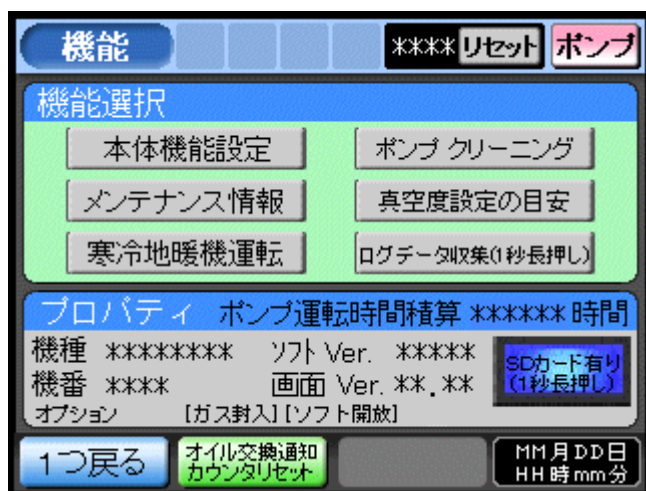 機能 **** リセット ポンプ
機能選択
本体機能設定 ポンプ クリーニング
メンテナンス情報 真空度設定の目安
寒冷地暖機運転 ログデータ収集(1秒長押し)
プロパティ ポンプ運転時間積算 ****** 時間
機種 ******** ソフト Ver. *****
機番 **** 画面 Ver. **.**
SDカード有り
(1秒長押し)
オプション [ガス封入][ソフト開放]
1つ戻る
オイル交換通知
カウンタリセット
MM月DD日
HH時mm分